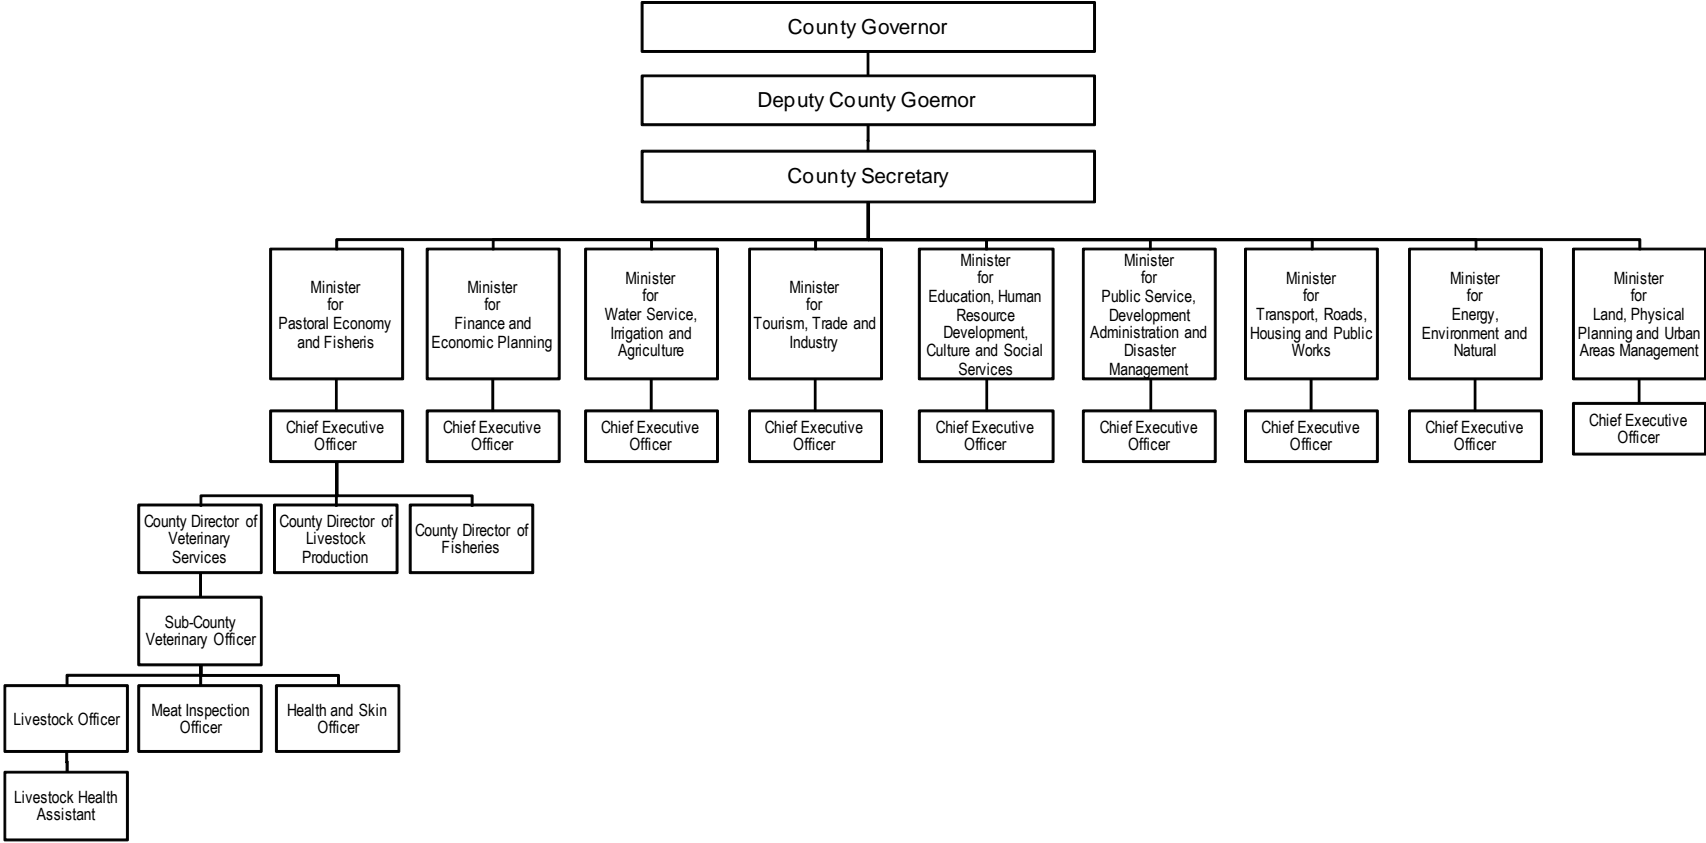 County Governor
Deputy County Goernor
County Secretary
Minister
for
Pastoral Economy
and Fisheris
Minister
for
Finance and
Economic Planning
Minister
for
Water Service,
Irrigation and
Agriculture
Minister
for
Tourism, Trade and
Industry
Minister
for
Education, Human
Resource
Development,
Culture and Social
Services
Minister
for
Public Service,
Development
Administration and
Disaster
Management
Minister
for
Transport, Roads,
Housing and Public
Works
Minister
for
Energy,
Environment and
Natural
Minister
for
Land, Physical
Planning and Urban
Areas Management
Chief Executive
Officer
Chief Executive
Officer
Chief Executive
Officer
Chief Executive
Officer
Chief Executive
Officer
Chief Executive
Officer
Chief Executive
Officer
Chief Executive
Officer
Chief Executive
Officer
County Director of
Veterinary
Services
County Director of
Livestock
Production
County Director of
Fisheries
Sub-County
Veterinary Officer
Livestock Officer
Meat Inspection
Officer
Health and Skin
Officer
Livestock Health
Assistant